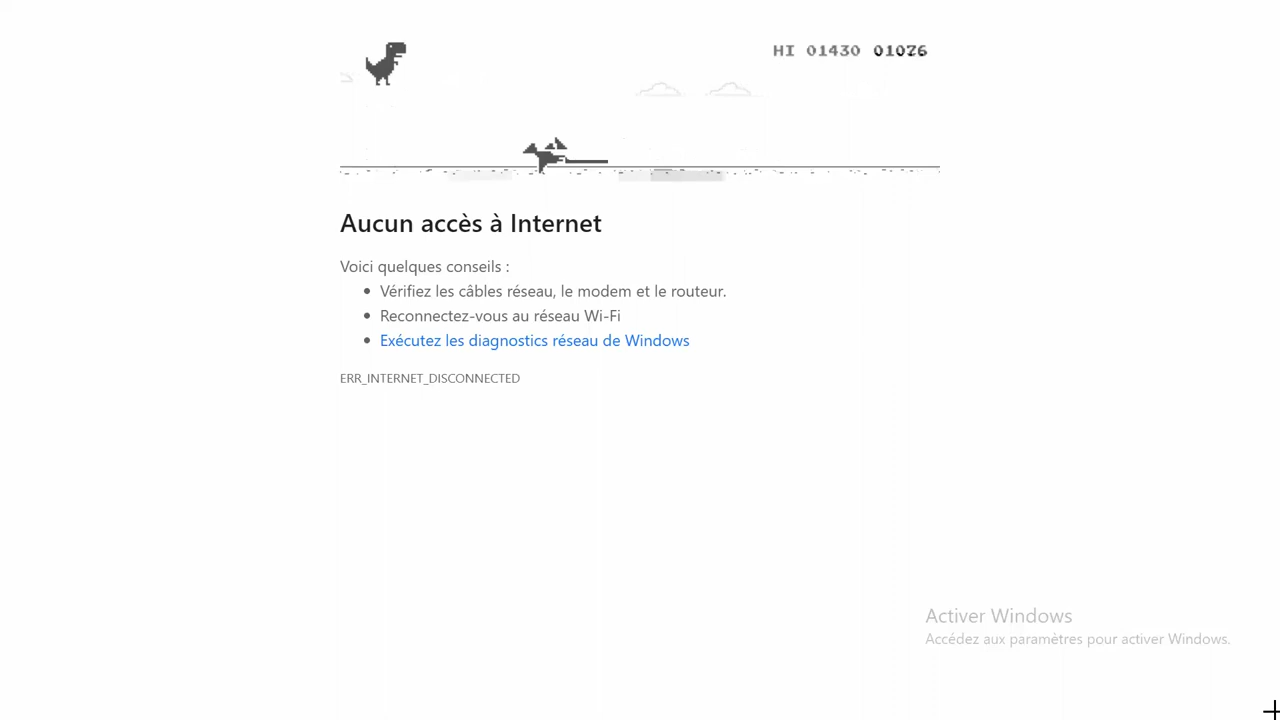 HI 01430 01026
Aucun accès à Internet
Voici quelques conseils :
Vérifiez les câbles réseau, le modem et le routeur.
Reconnectez-vous au réseau Wi-Fi
Exécutez les diagnostics réseau de Windows
ERR_INTERNET_DISCONNECTED
Activer Windows
Accédez aux paramètres pour activer Windows.